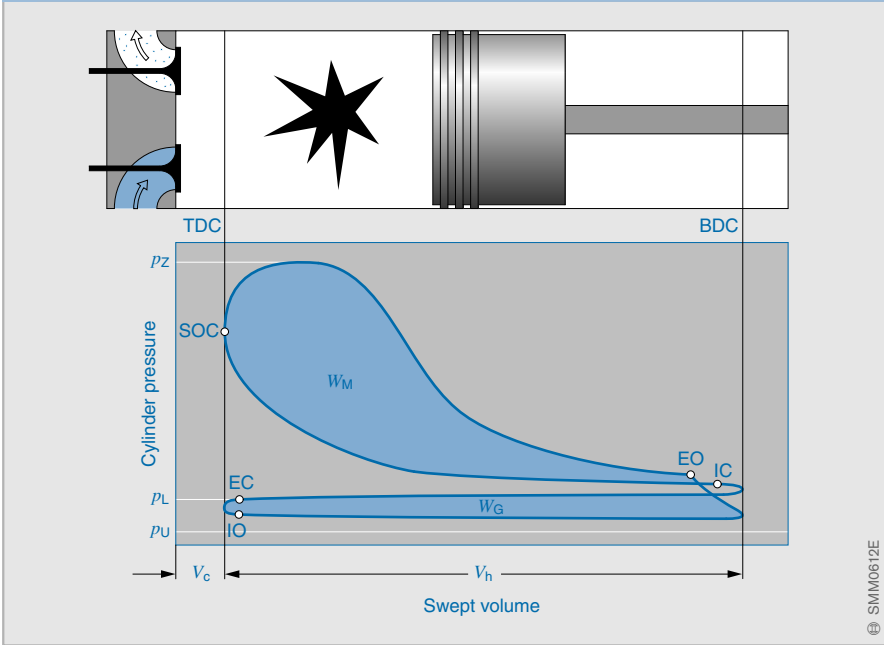 TDC
BDC
pZ
SOC
Cylinder pressure
WM
EO
IC
EC
pL
WG
IO
pU
Vc
Vh
Swept volume
SMM0612E